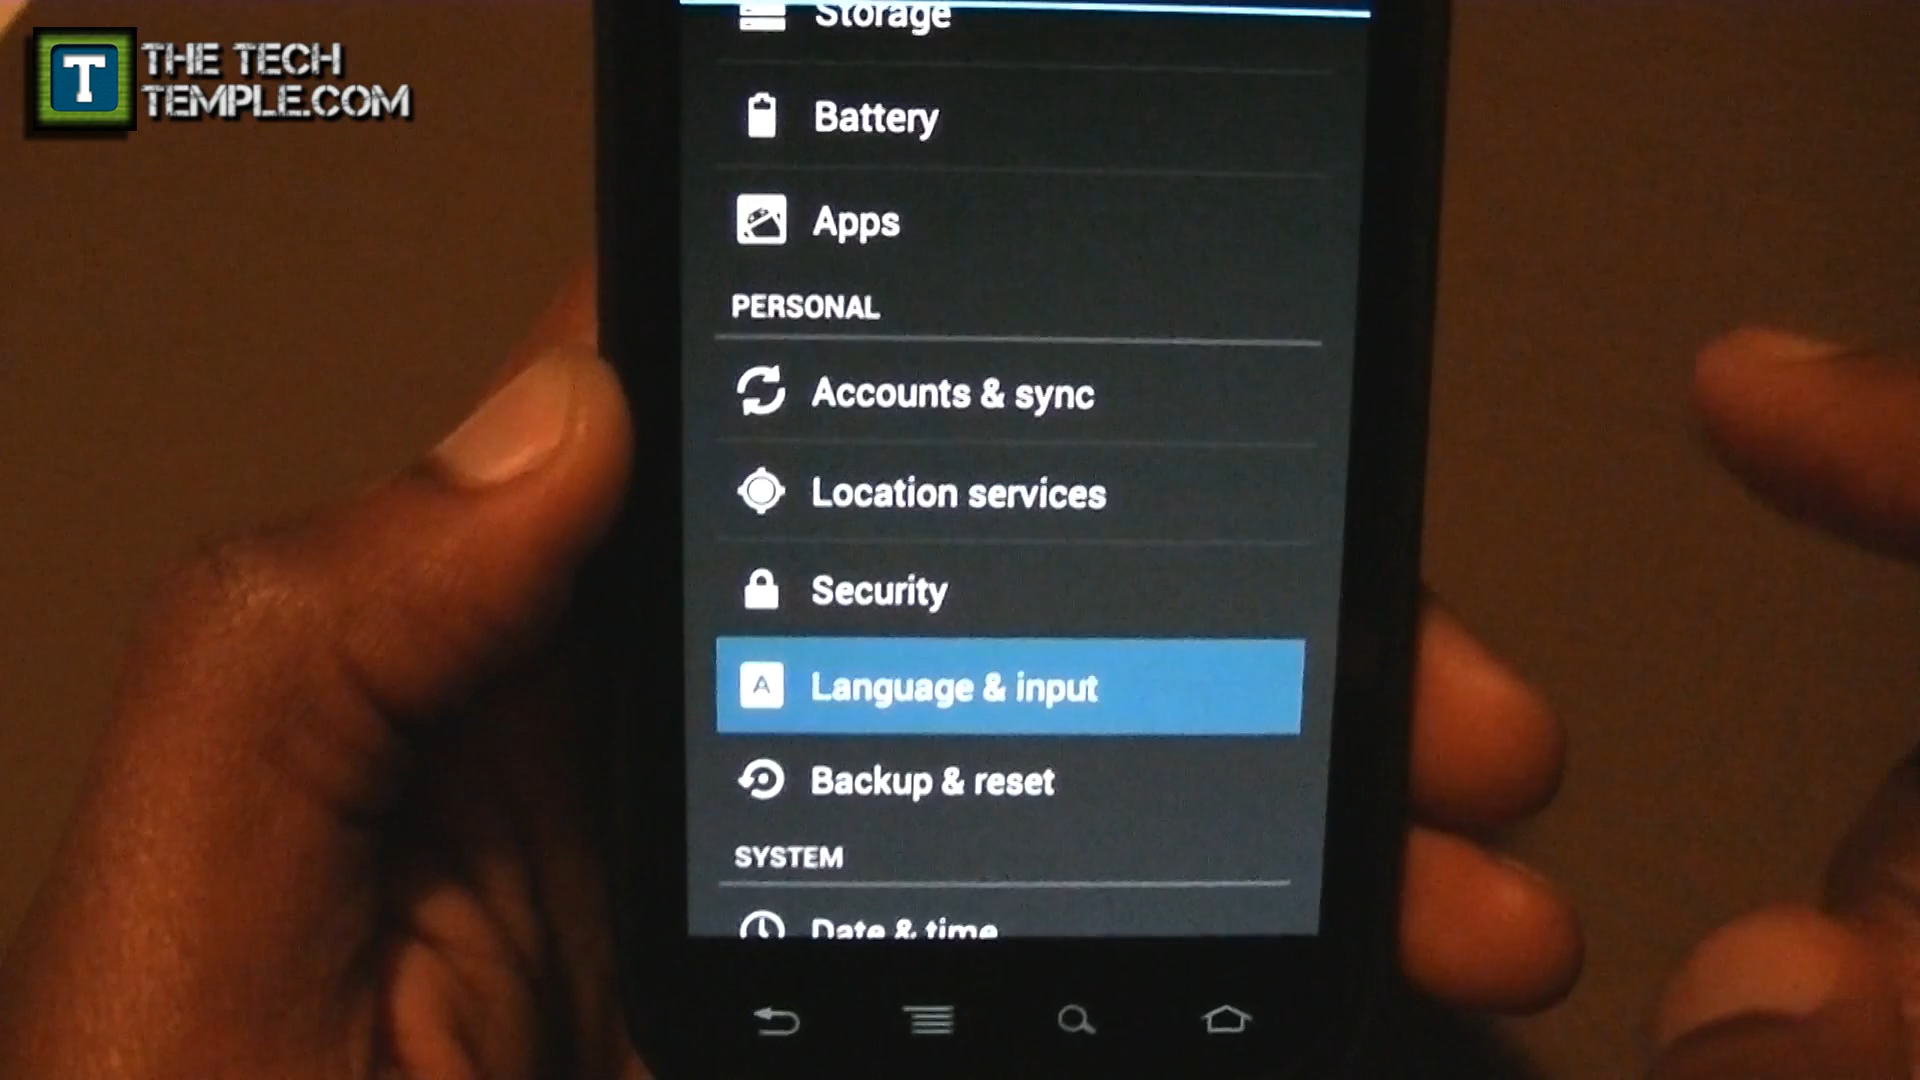 T
THE TECH
TEMPLE.COM
Storage
Battery
Apps
PERSONAL
Accounts & sync
Location services
Security
A
Language & input
Backup & reset
SYSTEM
Date & time